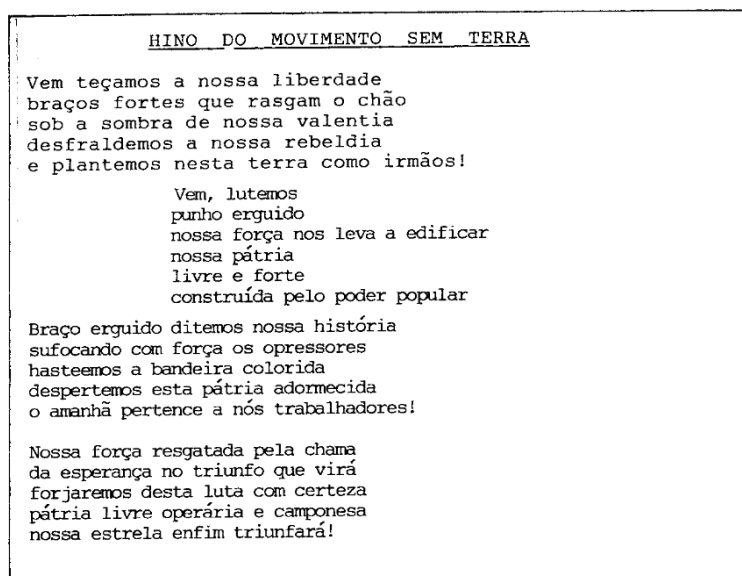 HINO DO MOVIMENTO SEM TERRA
Vem teçamos a nossa liberdade
braços fortes que rasgam o chão
sob a sombra de nossa valentia
desfraldemos a nossa rebeldia
e plantemos nesta terra como irmãos!
Vem, lutemos
punho erguido
nossa força nos leva a edificar
nossa pátria
livre e forte
construída pelo poder popular
Braço erguido ditemos nossa história
sufocando com força os opressores
hasteemos a bandeira colorida
despertemos esta pátria adormecida
o amanhã pertence a nós trabalhadores!
Nossa força resgatada pela chama
da esperança no triunfo que virá
forjaremos desta luta com certeza
pátria livre operária e camponesa
nossa estrela enfim triunfará!